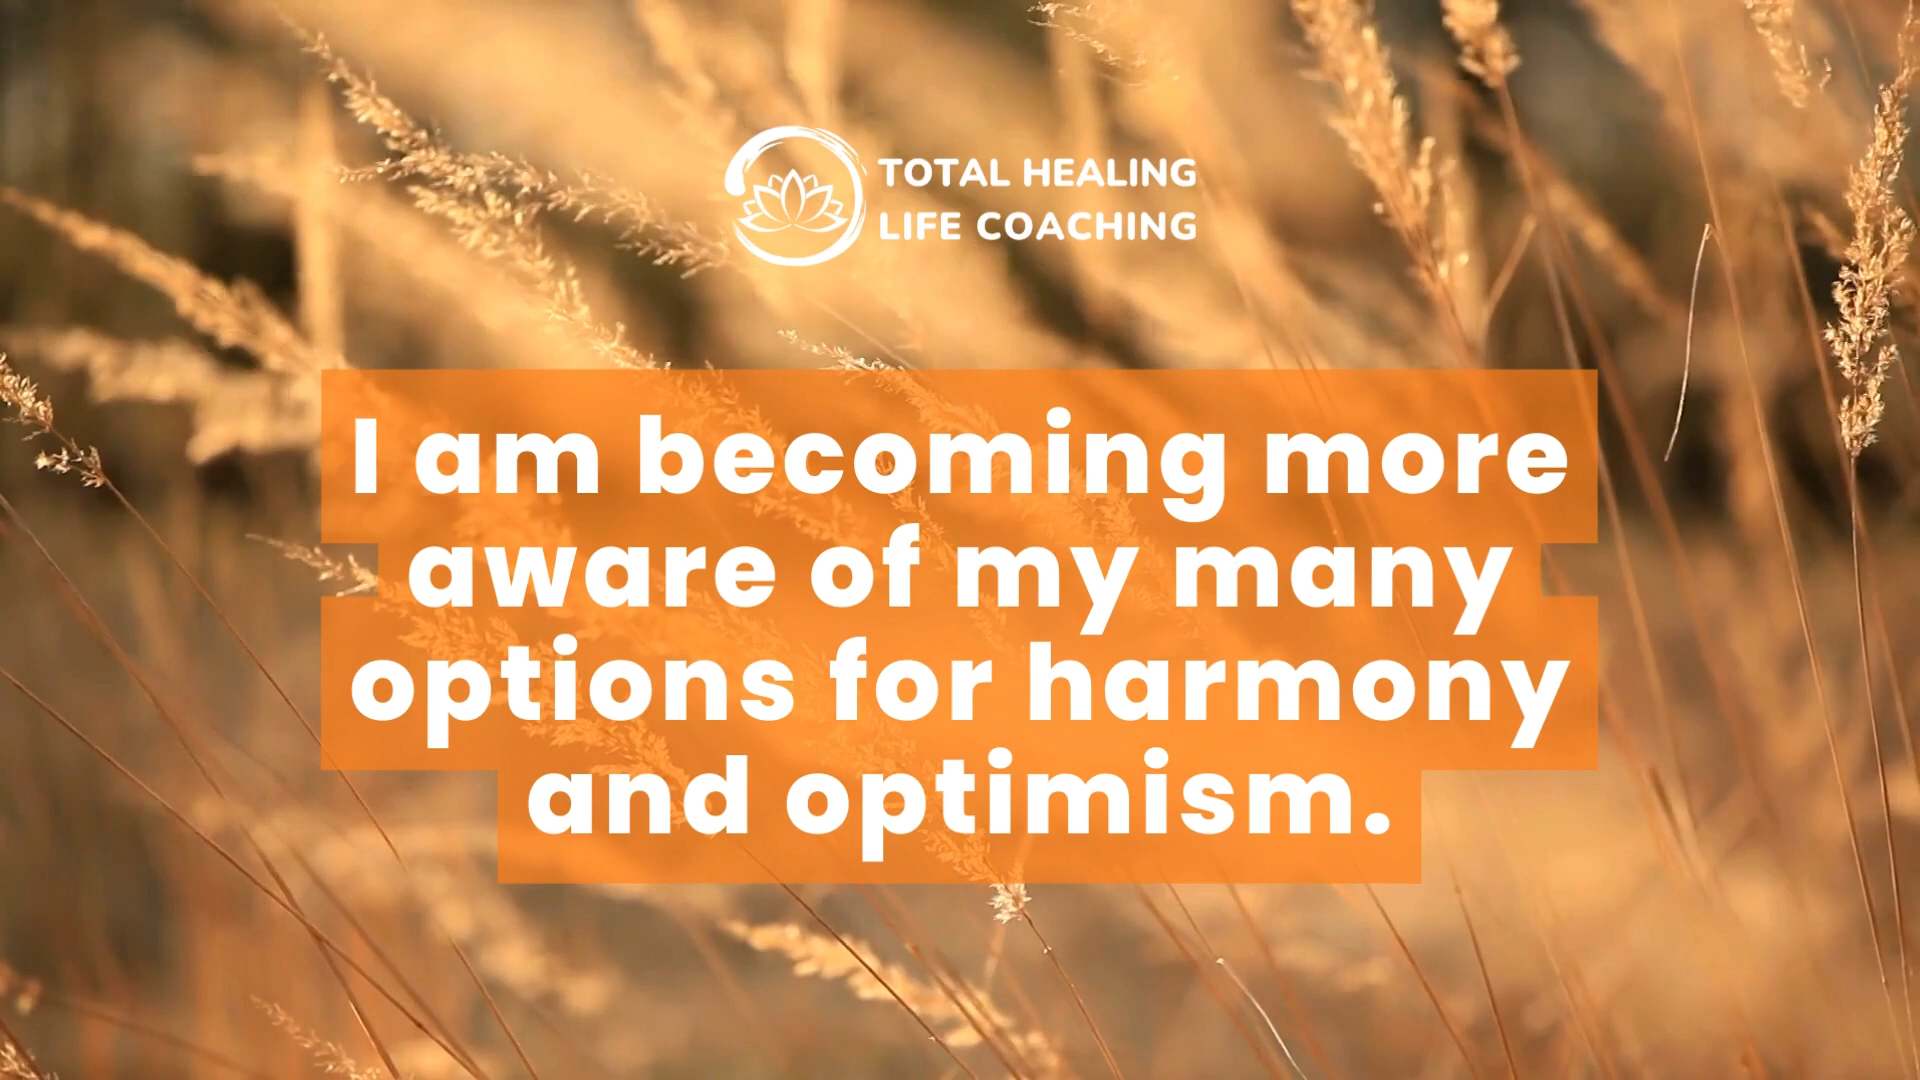 TOTAL HEALING
LIFE COACHING
I am becoming more
aware of my many
options for harmony
and optimism.